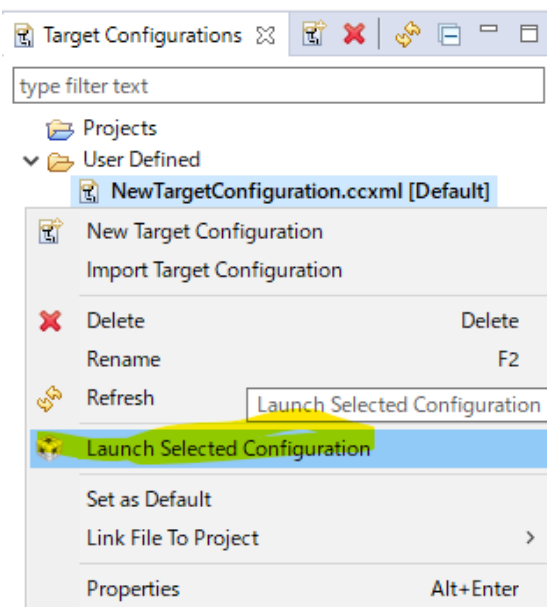 Target Configurations
type filter text
Projects
User Defined
NewTargetConfiguration.ccxml [Default]
New Target Configuration
Import Target Configuration
Delete Delete
Rename F2
Refresh
Launch Selected Configuration
Launch Selected Configuration
Set as Default
Link File To Project
Properties Alt+Enter